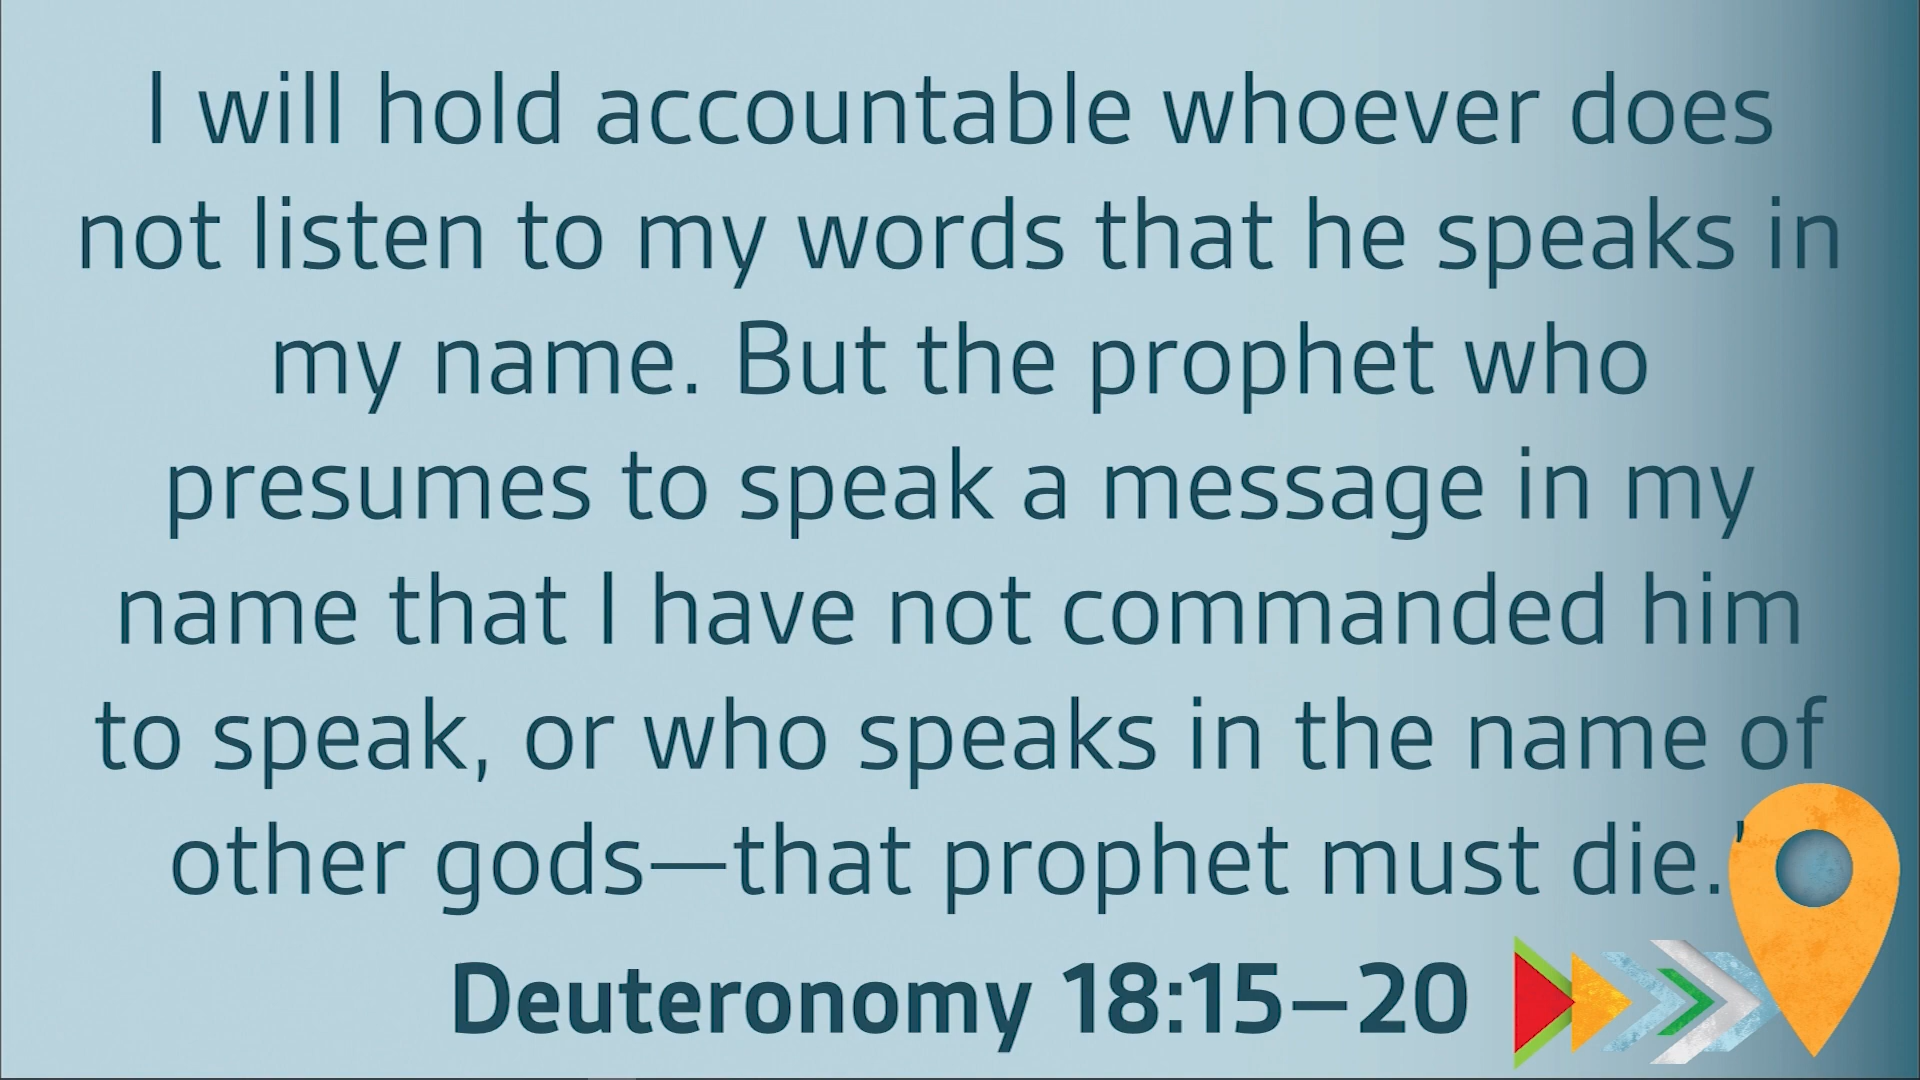 I will hold accountable whoever does
not listen to my words that he speaks in
my name. But the prophet who
presumes to speak a message in my
name that I have not commanded him
to speak, or who speaks in the name of
other gods—that prophet must die.’
Deuteronomy 18:15–20